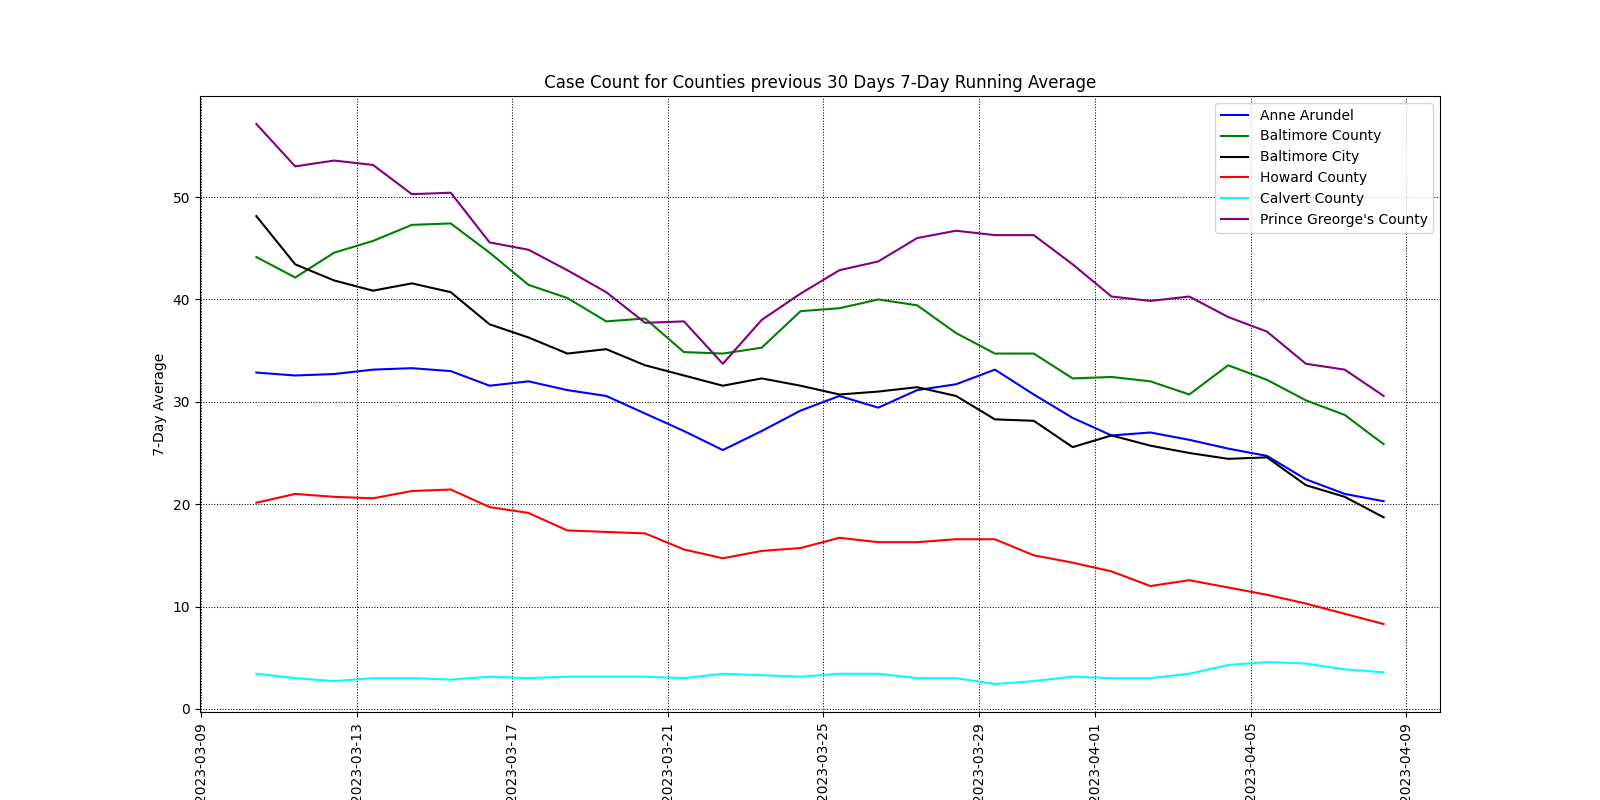 Case Count for Counties previous 30 Days 7-Day Running Average
Anne Arundel
Baltimore County
Baltimore City
Howard County
Calvert County
Prince Greorge's County
7-Day Average
50
40
30
20
10
0
2023-03-09
2023-03-13
2023-03-17
2023-03-21
2023-03-25
2023-03-29
2023-04-01
2023-04-05
2023-04-09